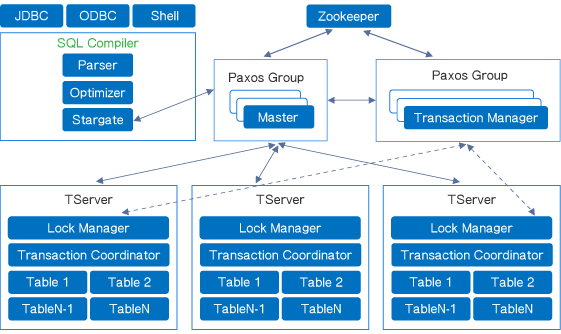 JDBC ODBC Shell Zookeeper
SQL Compiler
Parser
Optimizer
Stargate
Paxos Group
Master
Paxos Group
Transaction Manager
TServer
Lock Manager
Transaction Coordinator
Table 1 Table 2
TableN-1 TableN
TServer
Lock Manager
Transaction Coordinator
Table 1 Table 2
TableN-1 TableN
TServer
Lock Manager
Transaction Coordinator
Table 1 Table 2
TableN-1 TableN